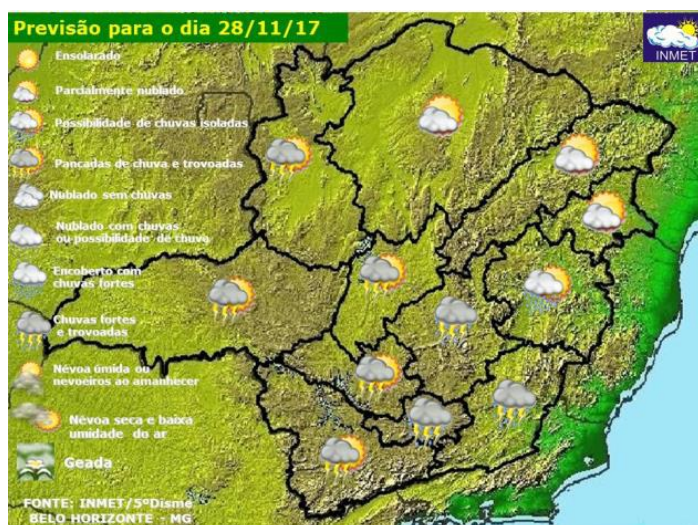 Previsão para o dia 28/11/17
INMET
Ensolarado
Parcialmente nublado
Possibilidade de chuvas isoladas
Pancadas de chuva e trovoadas
Nublado sem chuvas
Nublado com chuvas
ou possibilidade de chuva
Encoberto com
chuvas fortes
Chuvas fortes
e trovoadas
Névoa úmida ou
nevoeiros ao amanhecer
Névoa seca e baixa
umidade do ar
Geada
FONTE: INMET/5ºDisme
BELO HORIZONTE - MG